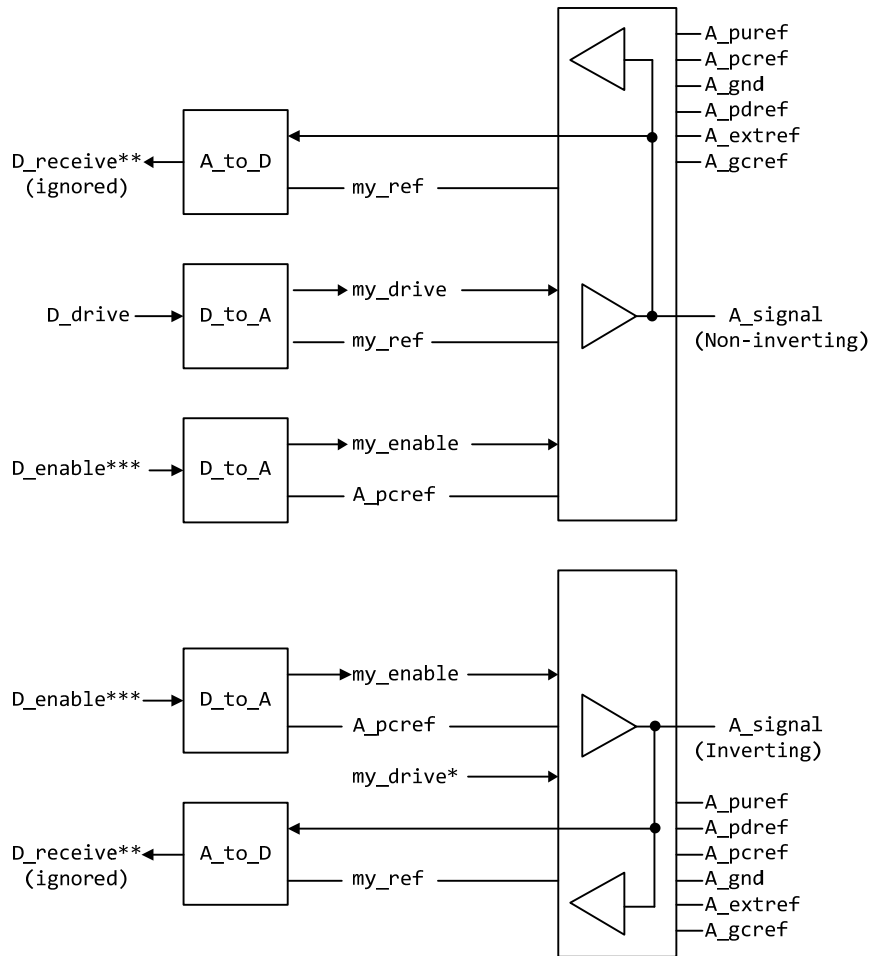 A_puref
A_pcref
A_gnd
A_pdref
A_extref
A_gcref
D_receive**
(ignored)
A_to_D
my_ref
D_drive
D_to_A
my_drive
my_ref
A_signal
(Non-inverting)
D_enable***
D_to_A
my_enable
A_pcref
D_enable***
D_to_A
my_enable
A_pcref
my_drive*
A_signal
(Inverting)
D_receive**
(ignored)
A_to_D
my_ref
A_puref
A_pdref
A_pcref
A_gnd
A_extref
A_gcref